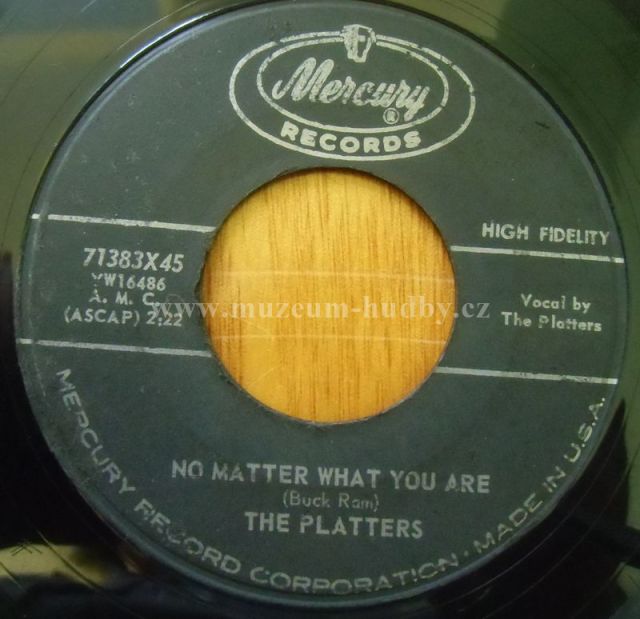 Mercury
®
RECORDS
HIGH FIDELITY
71383X45
YW16486
A. M. C.
(ASCAP) 2:22
Vocal by
The Platters
www.muzeum-hudby.cz
NO MATTER WHAT YOU ARE
(Buck Ram)
THE PLATTERS
MERCURY RECORD CORPORATION · MADE IN U.S.A.